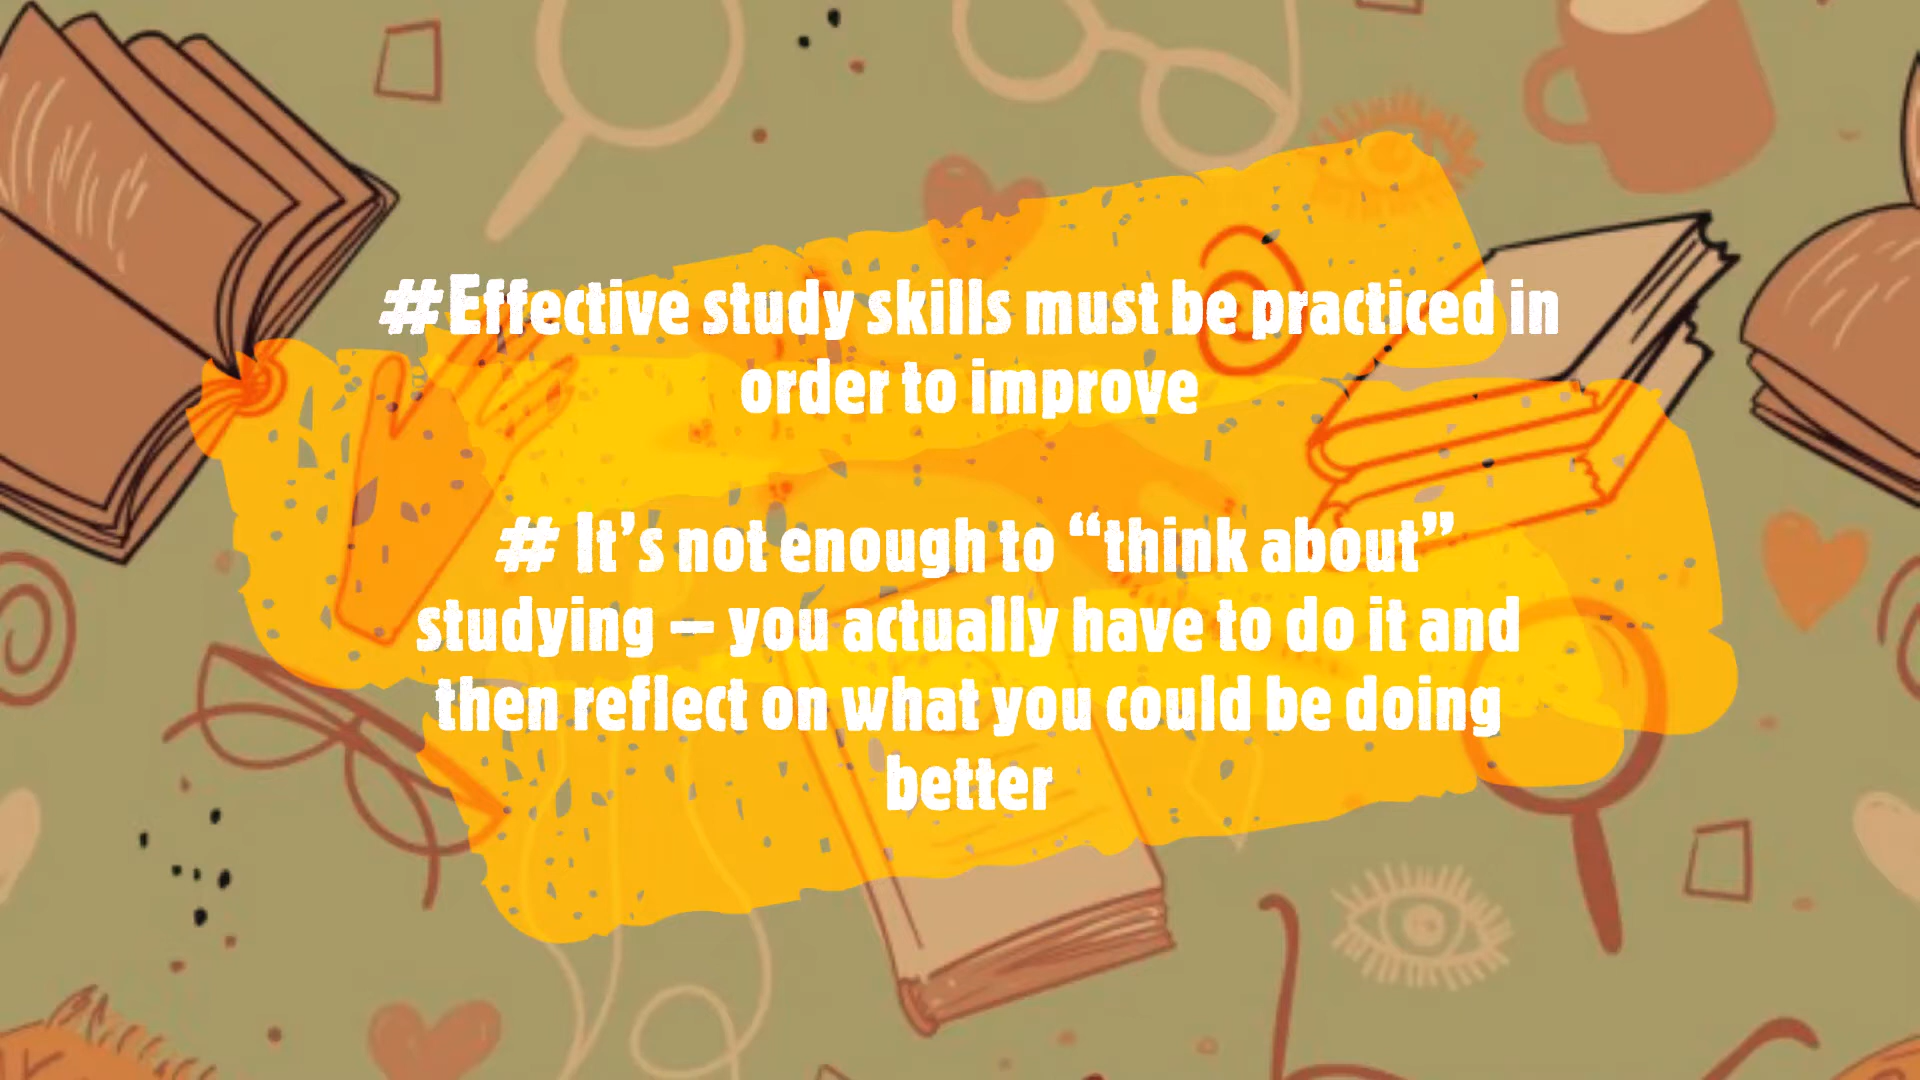 #Effective study skills must be practiced in
order to improve
# It’s not enough to “think about”
studying – you actually have to do it and
then reflect on what you could be doing
better